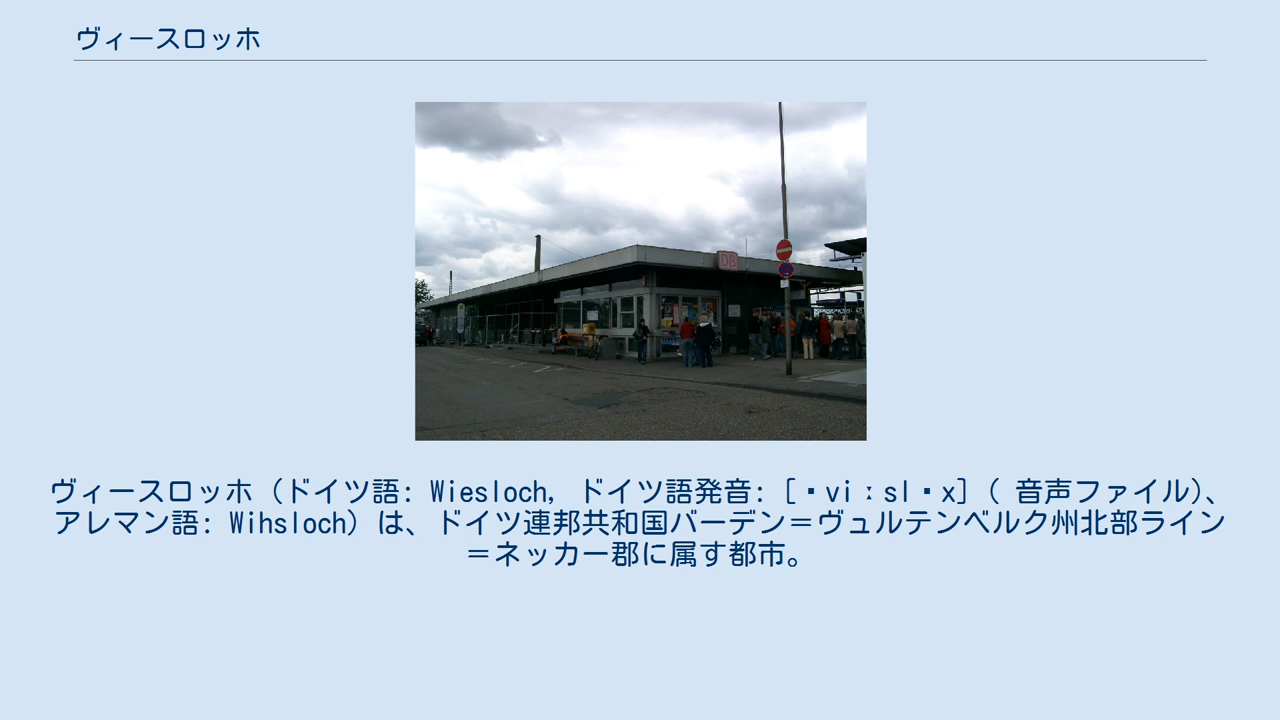 ヴィースロッホ
DB
ヴィースロッホ（ドイツ語: Wiesloch, ドイツ語発音: [・viːsl・x] ( 音声ファイル)、
アレマン語: Wihsloch）は、ドイツ連邦共和国バーデン＝ヴュルテンベルク州北部ライン
＝ネッカー郡に属す都市。